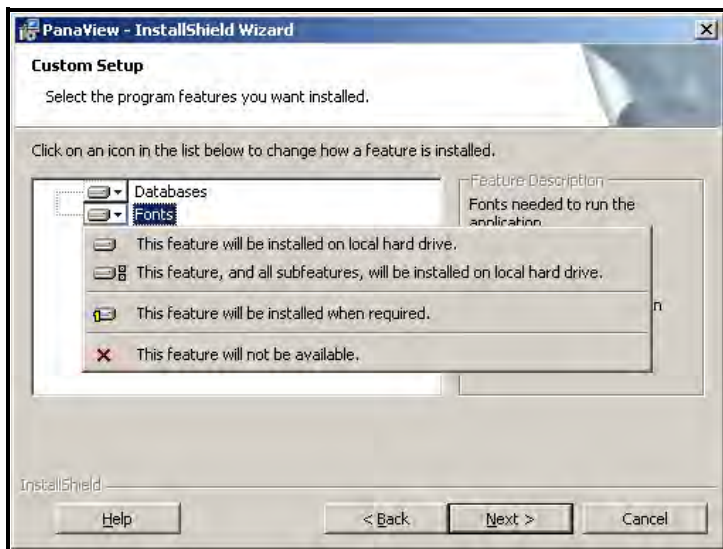 PanaView - InstallShield Wizard
Custom Setup
Select the program features you want installed.
Click on an icon in the list below to change how a feature is installed.
Databases
Fonts
Feature Description
Fonts needed to run the
application
This feature will be installed on local hard drive.
This feature, and all subfeatures, will be installed on local hard drive.
This feature will be installed when required.
n
This feature will not be available.
InstallShield
Help
< Back
Next >
Cancel